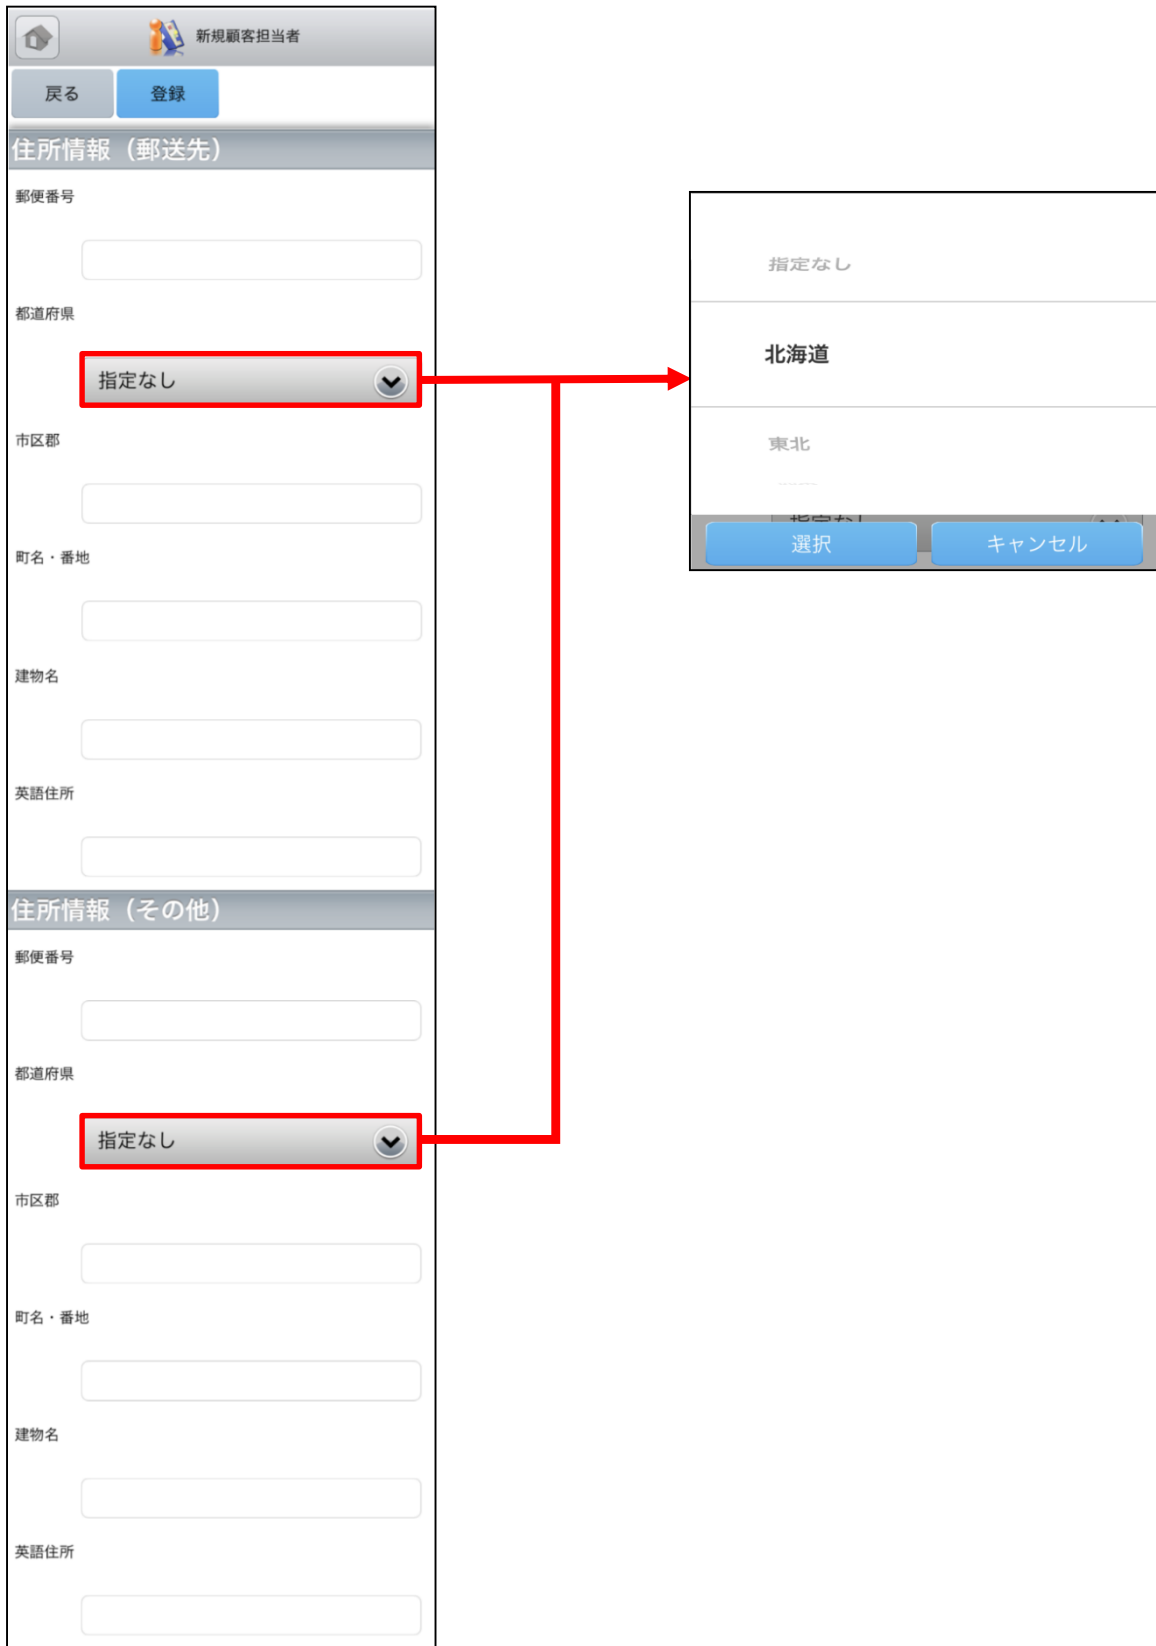 新規顧客担当者
戻る
登録
住所情報（郵送先）
郵便番号
都道府県
指定なし
市区郡
町名・番地
建物名
英語住所
住所情報（その他）
郵便番号
都道府県
指定なし
市区郡
町名・番地
建物名
英語住所
指定なし
北海道
東北
指定なし
選択
キャンセル